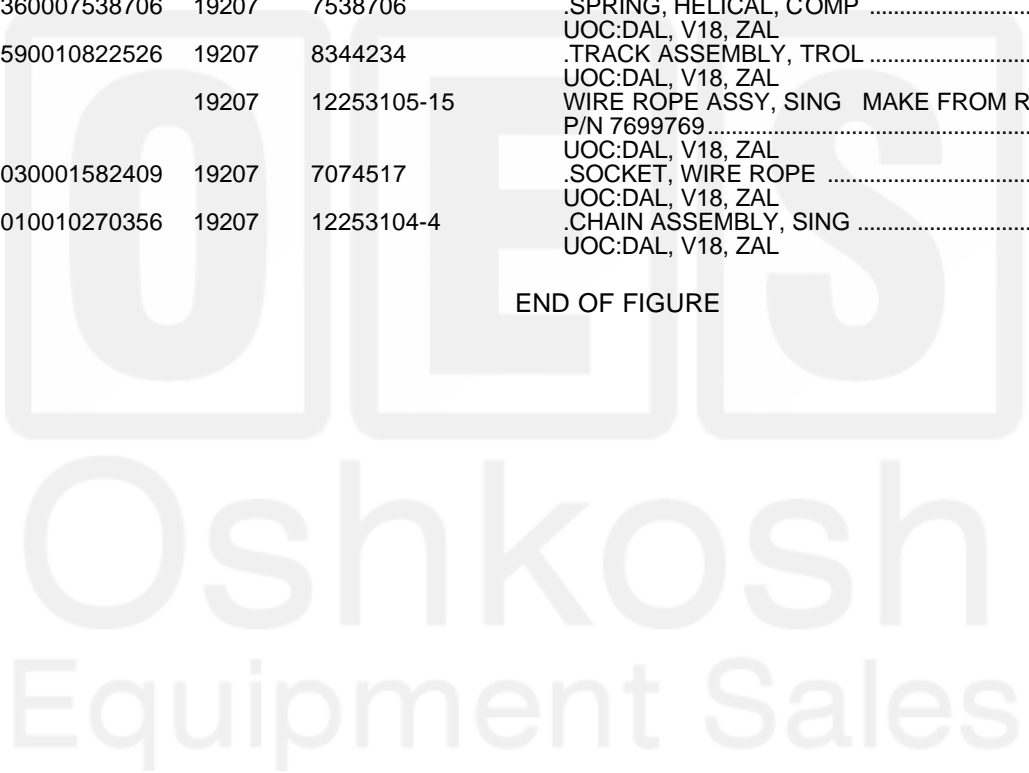 360007538706 19207 7538706 .SPRING, HELICAL, COMP ..........................
UOC:DAL, V18, ZAL
590010822526 19207 8344234 .TRACK ASSEMBLY, TROL ..........................
UOC:DAL, V18, ZAL
19207 12253105-15 WIRE ROPE ASSY, SING MAKE FROM R
P/N 7699769......................................................
UOC:DAL, V18, ZAL
030001582409 19207 7074517 .SOCKET, WIRE ROPE .................................
UOC:DAL, V18, ZAL
010010270356 19207 12253104-4 .CHAIN ASSEMBLY, SING ............................
UOC:DAL, V18, ZAL
END OF FIGURE
OES
Oshkosh
Equipment Sales